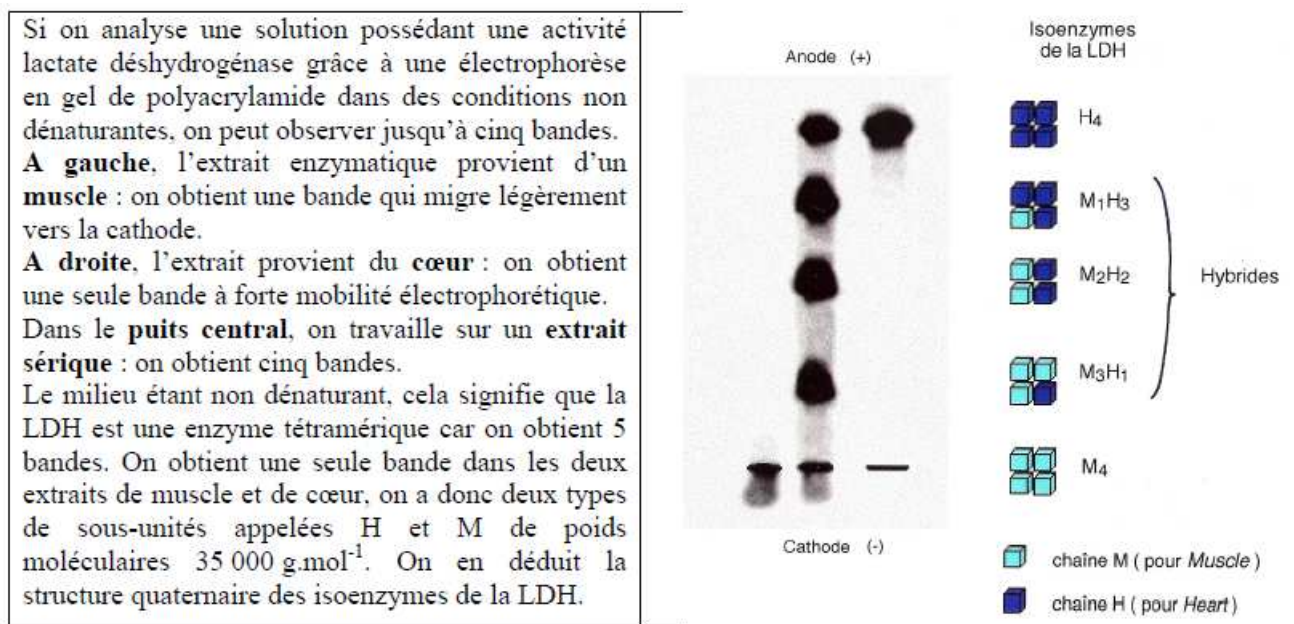 Si on analyse une solution possédant une activité
lactate déshydrogénase grâce à une électrophorèse
en gel de polyacrylamide dans des conditions non
dénaturantes, on peut observer jusqu'à cinq bandes.
A gauche, l'extrait enzymatique provient d'un
muscle : on obtient une bande qui migre légèrement
vers la cathode.
A droite, l'extrait provient du cœur : on obtient
une seule bande à forte mobilité électrophorétique.
Dans le puits central, on travaille sur un extrait
sérique : on obtient cinq bandes.
Le milieu étant non dénaturant, cela signifie que la
LDH est une enzyme tétramérique car on obtient 5
bandes. On obtient une seule bande dans les deux
extraits de muscle et de cœur, on a donc deux types
de sous-unités appelées H et M de poids
moléculaires 35 000 g.mol⁻¹. On en déduit la
structure quaternaire des isoenzymes de la LDH.
Anode (+)
Cathode (-)
Isoenzymes
de la LDH
H₄
M₁H₃
M₂H₂
Hybrides
M₃H₁
M₄
chaîne M ( pour Muscle )
chaîne H ( pour Heart )